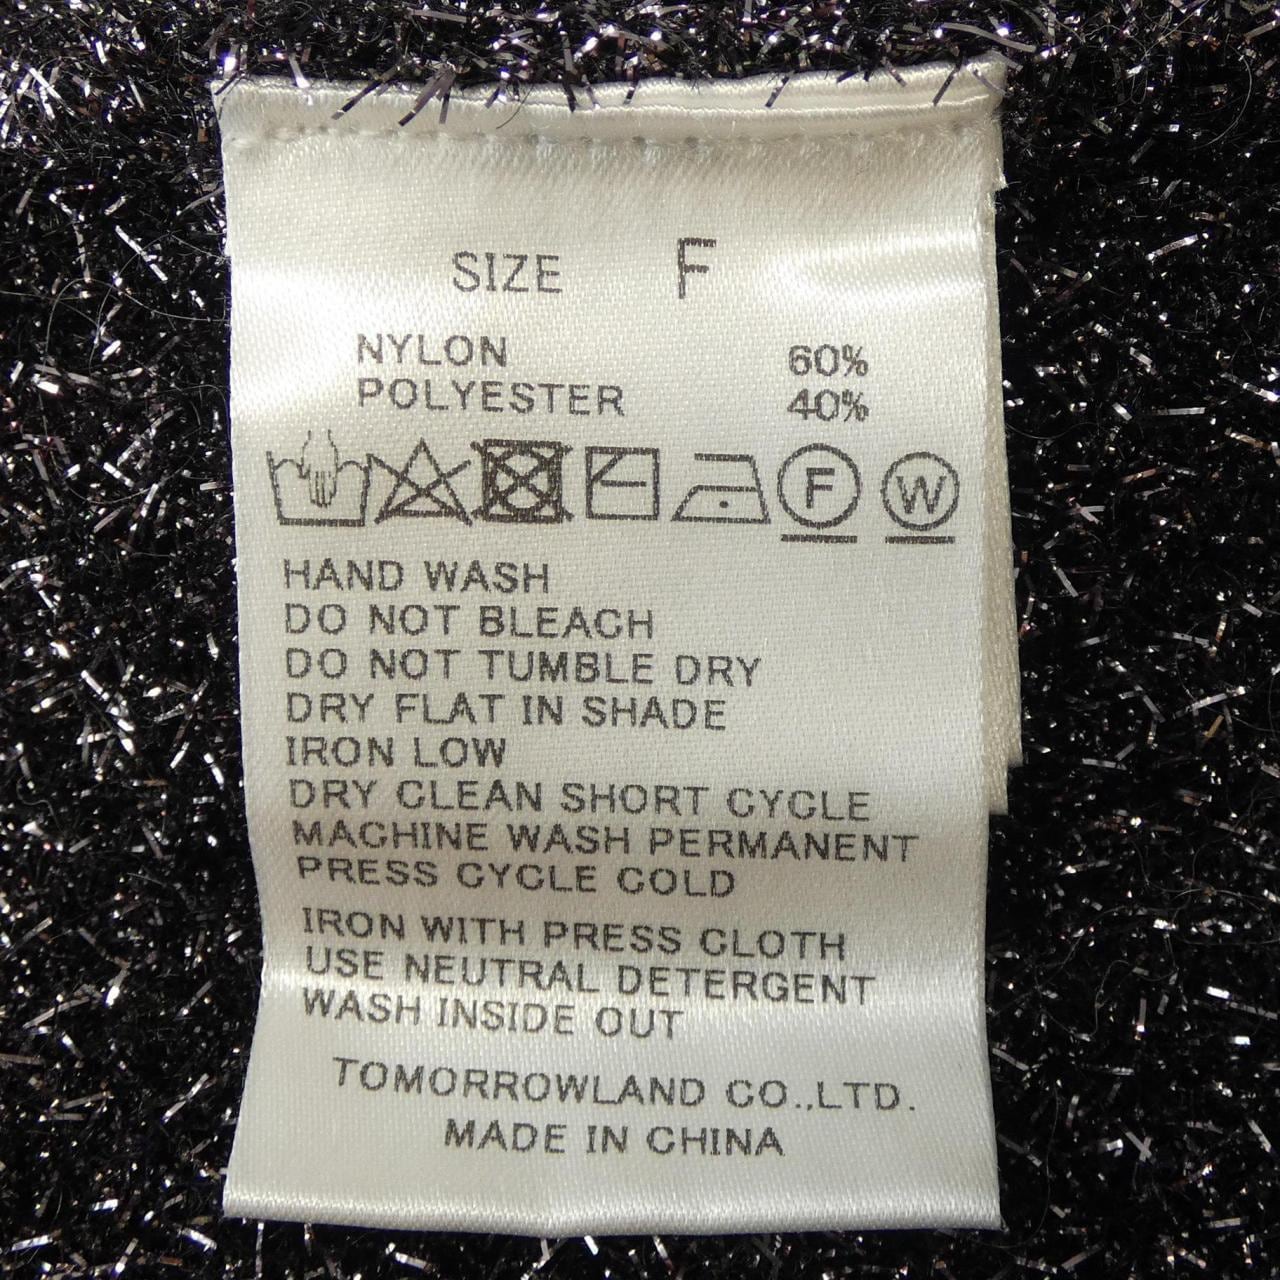 SIZE F
NYLON 60%
POLYESTER 40%
F W
HAND WASH
DO NOT BLEACH
DO NOT TUMBLE DRY
DRY FLAT IN SHADE
IRON LOW
DRY CLEAN SHORT CYCLE
MACHINE WASH PERMANENT
PRESS CYCLE COLD
IRON WITH PRESS CLOTH
USE NEUTRAL DETERGENT
WASH INSIDE OUT
TOMORROWLAND CO.,LTD.
MADE IN CHINA